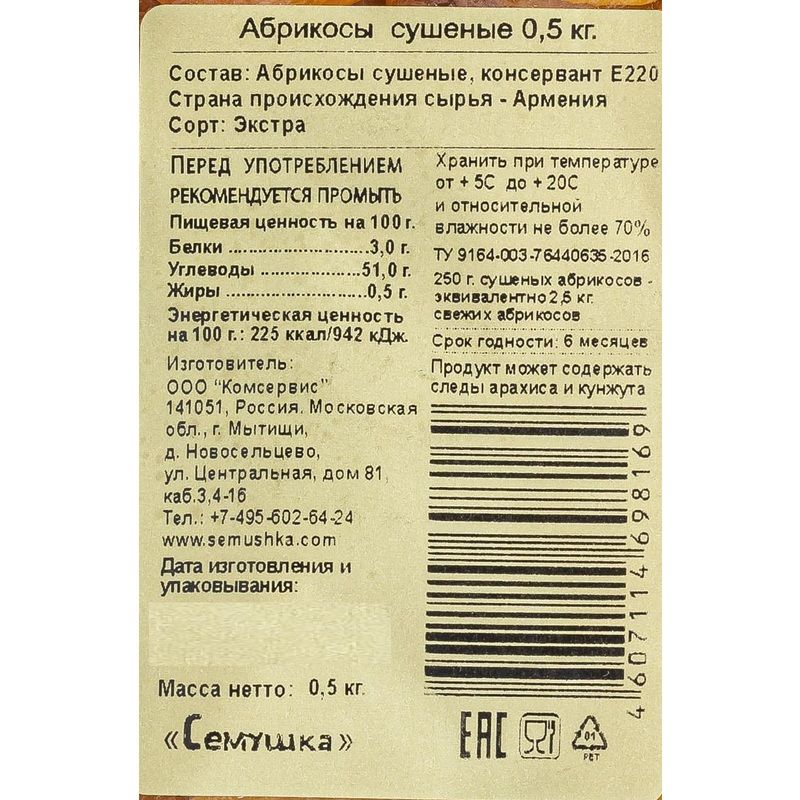 Абрикосы сушеные 0,5 кг.
Состав: Абрикосы сушеные, консервант Е220
Страна происхождения сырья - Армения
Сорт: Экстра
ПЕРЕД УПОТРЕБЛЕНИЕМ
РЕКОМЕНДУЕТСЯ ПРОМЫТЬ
Пищевая ценность на 100 г.
Белки ....................3,0 г.
Углеводы ..................51,0 г.
Жиры ......................0,5 г.
Энергетическая ценность
на 100 г.: 225 ккал/942 кДж.
Изготовитель:
ООО "Комсервис"
141051, Россия. Московская
обл., г. Мытищи,
д. Новосельцево,
ул. Центральная, дом 81,
каб.3,4-16
Тел.: +7-495-602-64-24
www.semushka.com
Дата изготовления и
упаковывания:
Масса нетто: 0,5 кг.
«Семушка»
Хранить при температуре
от + 5С до + 20С
и относительной
влажности не более 70%
ТУ 9164-003-76440635-2016
250 г. сушеных абрикосов -
эквивалентно 2,5 кг.
свежих абрикосов
Срок годности: 6 месяцев
Продукт может содержать
следы арахиса и кунжута
4 607114 698169
EAC
01
PET